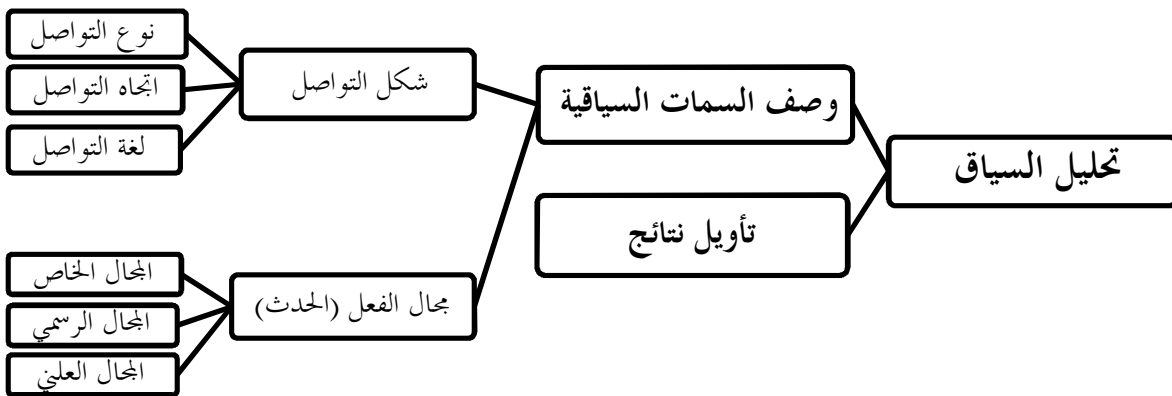 تحليل السياق
وصف السمات السياقية
تأويل نتائج
شكل التواصل
مجال الفعل (الحدث)
نوع التواصل
اتجاه التواصل
لغة التواصل
المجال الخاص
المجال الرسمي
المجال العلني